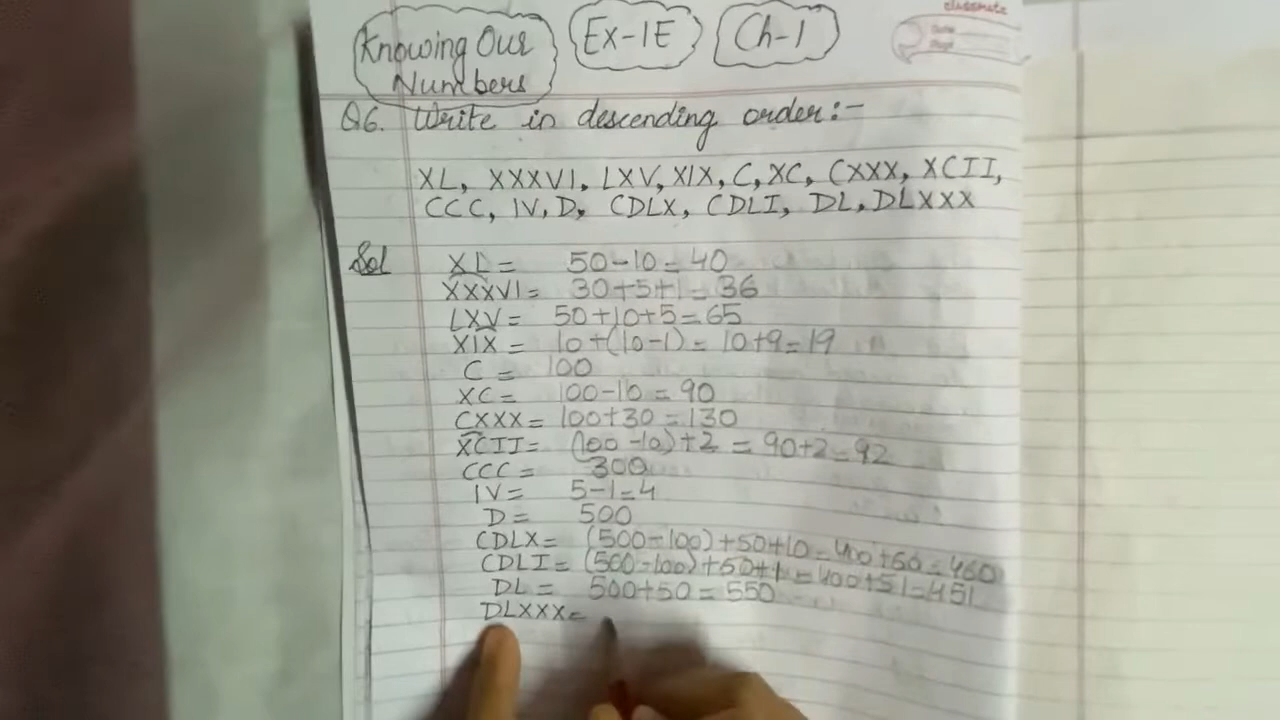 classmate
Knowing Our Numbers
Ex-1E
Ch-1
Q6. Write in descending order:-
XL, XXXVI, LXV, XIX, C, XC, CXXX, XCII,
CCC, IV, D, CDLX, CDLI, DL, DLXXX
Sol XL = 50-10=40
XXXVI= 30+5+1=36
LXV= 50+10+5=65
XIX = 10+(10-1)=10+9=19
C = 100
XC= 100-10=90
CXXX=100+30=130
XCII= (100-10)+2=90+2=92
CCC= 300
IV= 5-1=4
D= 500
CDLX= (500-100)+50+10=400+60=460
CDLI=(500-100)+50+1=400+51=451
DL= 500+50=550
DLXXX=